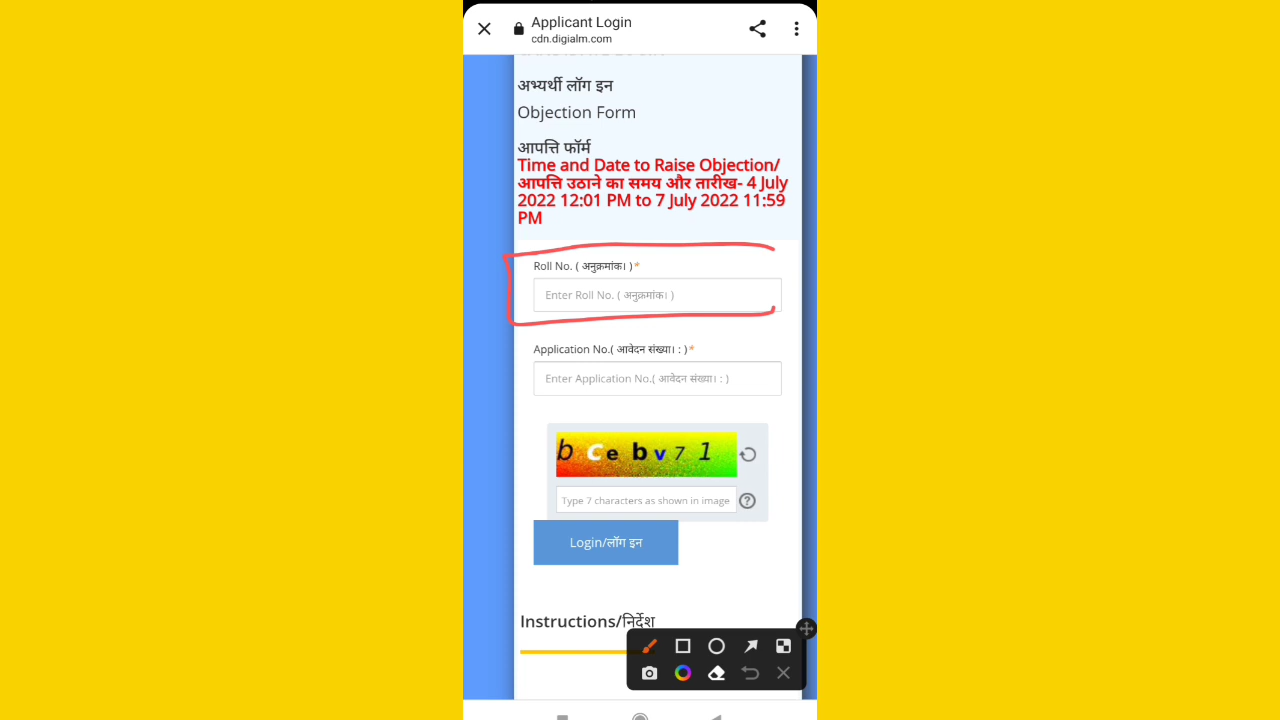 Applicant Login
cdn.digialm.com
अभ्यर्थी लॉग इन
Objection Form
आपत्ति फॉर्म
Time and Date to Raise Objection/
आपत्ति उठाने का समय और तारीख- 4 July
2022 12:01 PM to 7 July 2022 11:59
PM
Roll No. ( अनुक्रमांक। )*
Enter Roll No. ( अनुक्रमांक। )
Application No.( आवेदन संख्या। : )*
Enter Application No.( आवेदन संख्या। : )
b C e b v 7 1
Type 7 characters as shown in image
Login/लॉग इन
Instructions/निर्देश